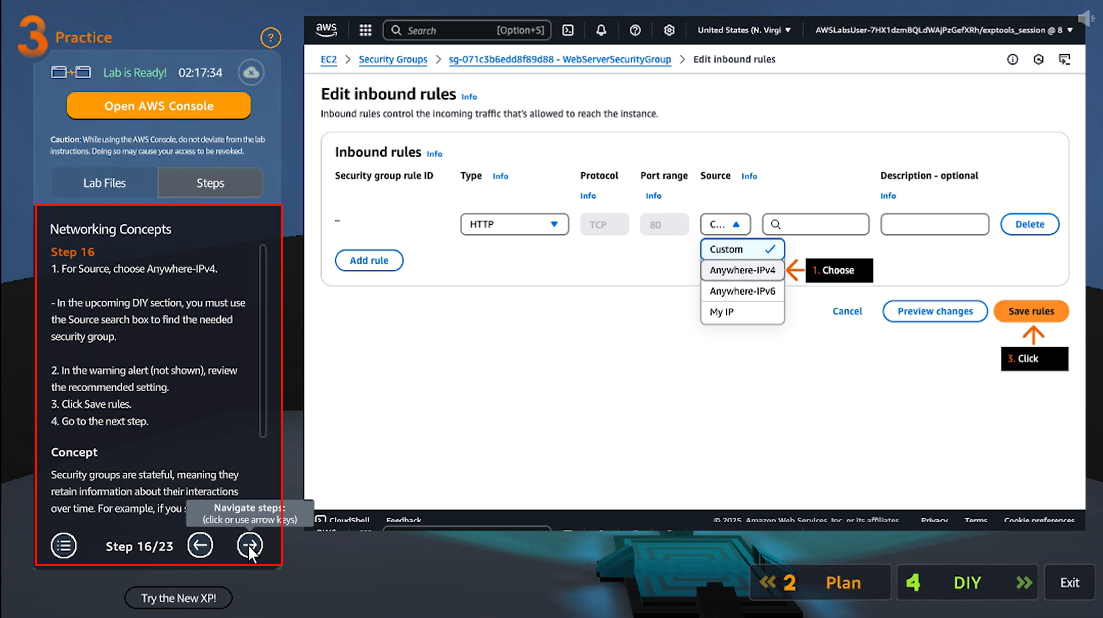 3 Practice
?
Lab is Ready! 02:17:34
Open AWS Console
Caution: While using the AWS Console, do not deviate from the lab
instructions. Doing so may cause your access to be revoked.
Lab Files
Steps
Networking Concepts
Step 16
1. For Source, choose Anywhere-IPv4.
- In the upcoming DIY section, you must use
the Source search box to find the needed
security group.
2. In the warning alert (not shown), review
the recommended setting.
3. Click Save rules.
4. Go to the next step.
Concept
Security groups are stateful, meaning they
retain information about their interactions
over time. For example, if you s
Navigate steps:
(click or use arrow keys)
Step 16/23
Try the New XP!
aws
Search
[Option+S]
United States (N. Virgi
AWSLabsUser-7HX1dzmBQLdWAjPzGefXRh/exptools_session @ 8
EC2 > Security Groups > sg-071c3b6edd8f89d88 - WebServerSecurityGroup > Edit inbound rules
Edit inbound rules Info
Inbound rules control the incoming traffic that's allowed to reach the instance.
Inbound rules Info
Security group rule ID
Type Info
Protocol
Info
Port range
Info
Source Info
Description - optional
Info
–
HTTP
TCP
80
C...
Delete
Custom
Anywhere-IPv4
Anywhere-IPv6
My IP
1. Choose
Add rule
Cancel
Preview changes
Save rules
3. Click
CloudShell
Feedback
© 2025, Amazon Web Services, Inc. or its affiliates.
Privacy
Terms
Cookie preferences
2 Plan
4 DIY
Exit